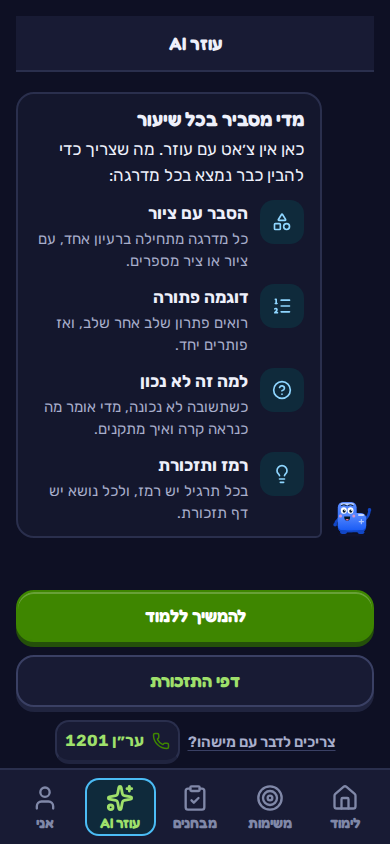 עוזר AI
מדי מסביר בכל שיעור
כאן אין צ׳אט עם עוזר. מה שצריך כדי
להבין כבר נמצא בכל מדרגה:
הסבר עם ציור
כל מדרגה מתחילה ברעיון אחד, עם
ציור או ציר מספרים.
דוגמה פתורה
רואים פתרון שלב אחר שלב, ואז
פותרים יחד.
למה זה לא נכון
כשתשובה לא נכונה, מדי אומר מה
כנראה קרה ואיך מתקנים.
רמז ותזכורת
בכל תרגיל יש רמז, ולכל נושא יש
דף תזכורת.
להמשיך ללמוד
דפי התזכורת
צריכים לדבר עם מישהו?
ער״ן 1201
לימוד
משימות
מבחנים
עוזר AI
אני